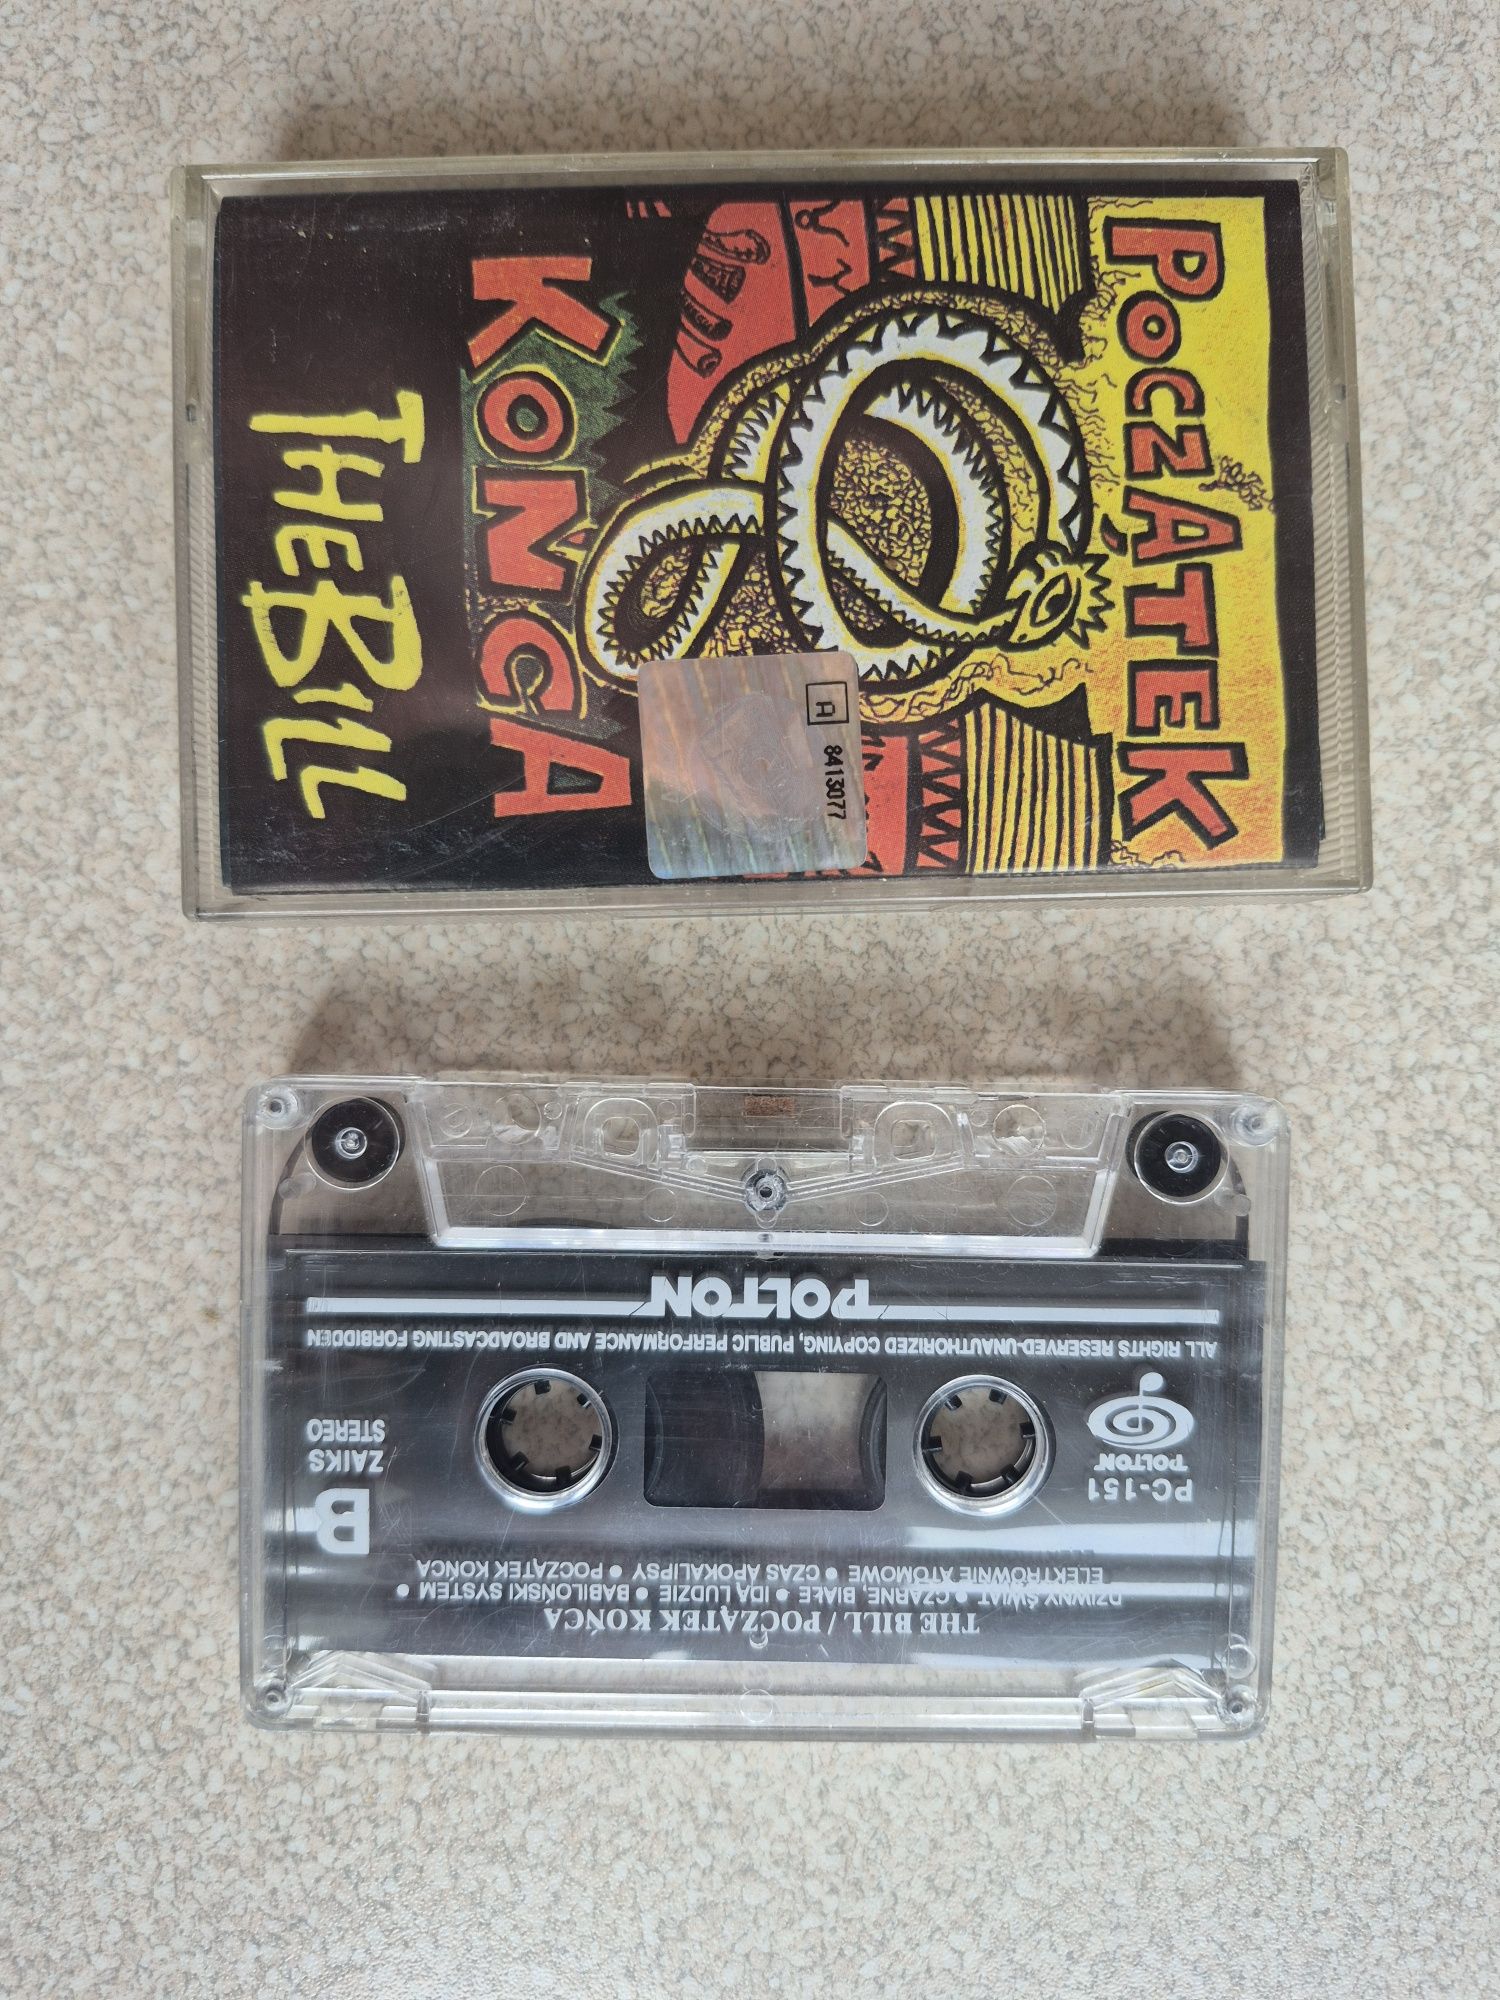 POCZĄTEK
KOŃCA
THE BILL
A
8413077
THE BILL / POCZĄTEK KOŃCA
DZIWNY ŚWIAT • CZARNE, BIAŁE • IDĄ LUDZIE • BABILOŃSKI SYSTEM •
ELEKTROWNIE ATOMOWE • CZAS APOKALIPSY • POCZĄTEK KOŃCA
PC-151
POLTON
B
ZAIKS
STEREO
ALL RIGHTS RESERVED-UNAUTHORIZED COPYING, PUBLIC PERFORMANCE AND BROADCASTING FORBIDDEN
POLTON